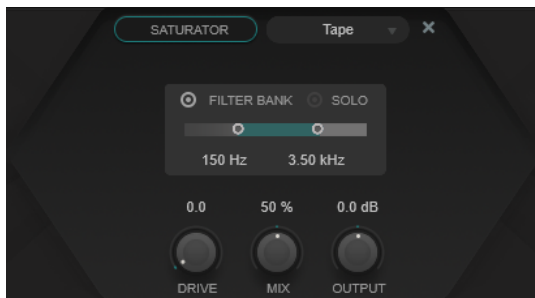 SATURATOR Tape
FILTER BANK SOLO
150 Hz 3.50 kHz
0.0 50 % 0.0 dB
DRIVE MIX OUTPUT